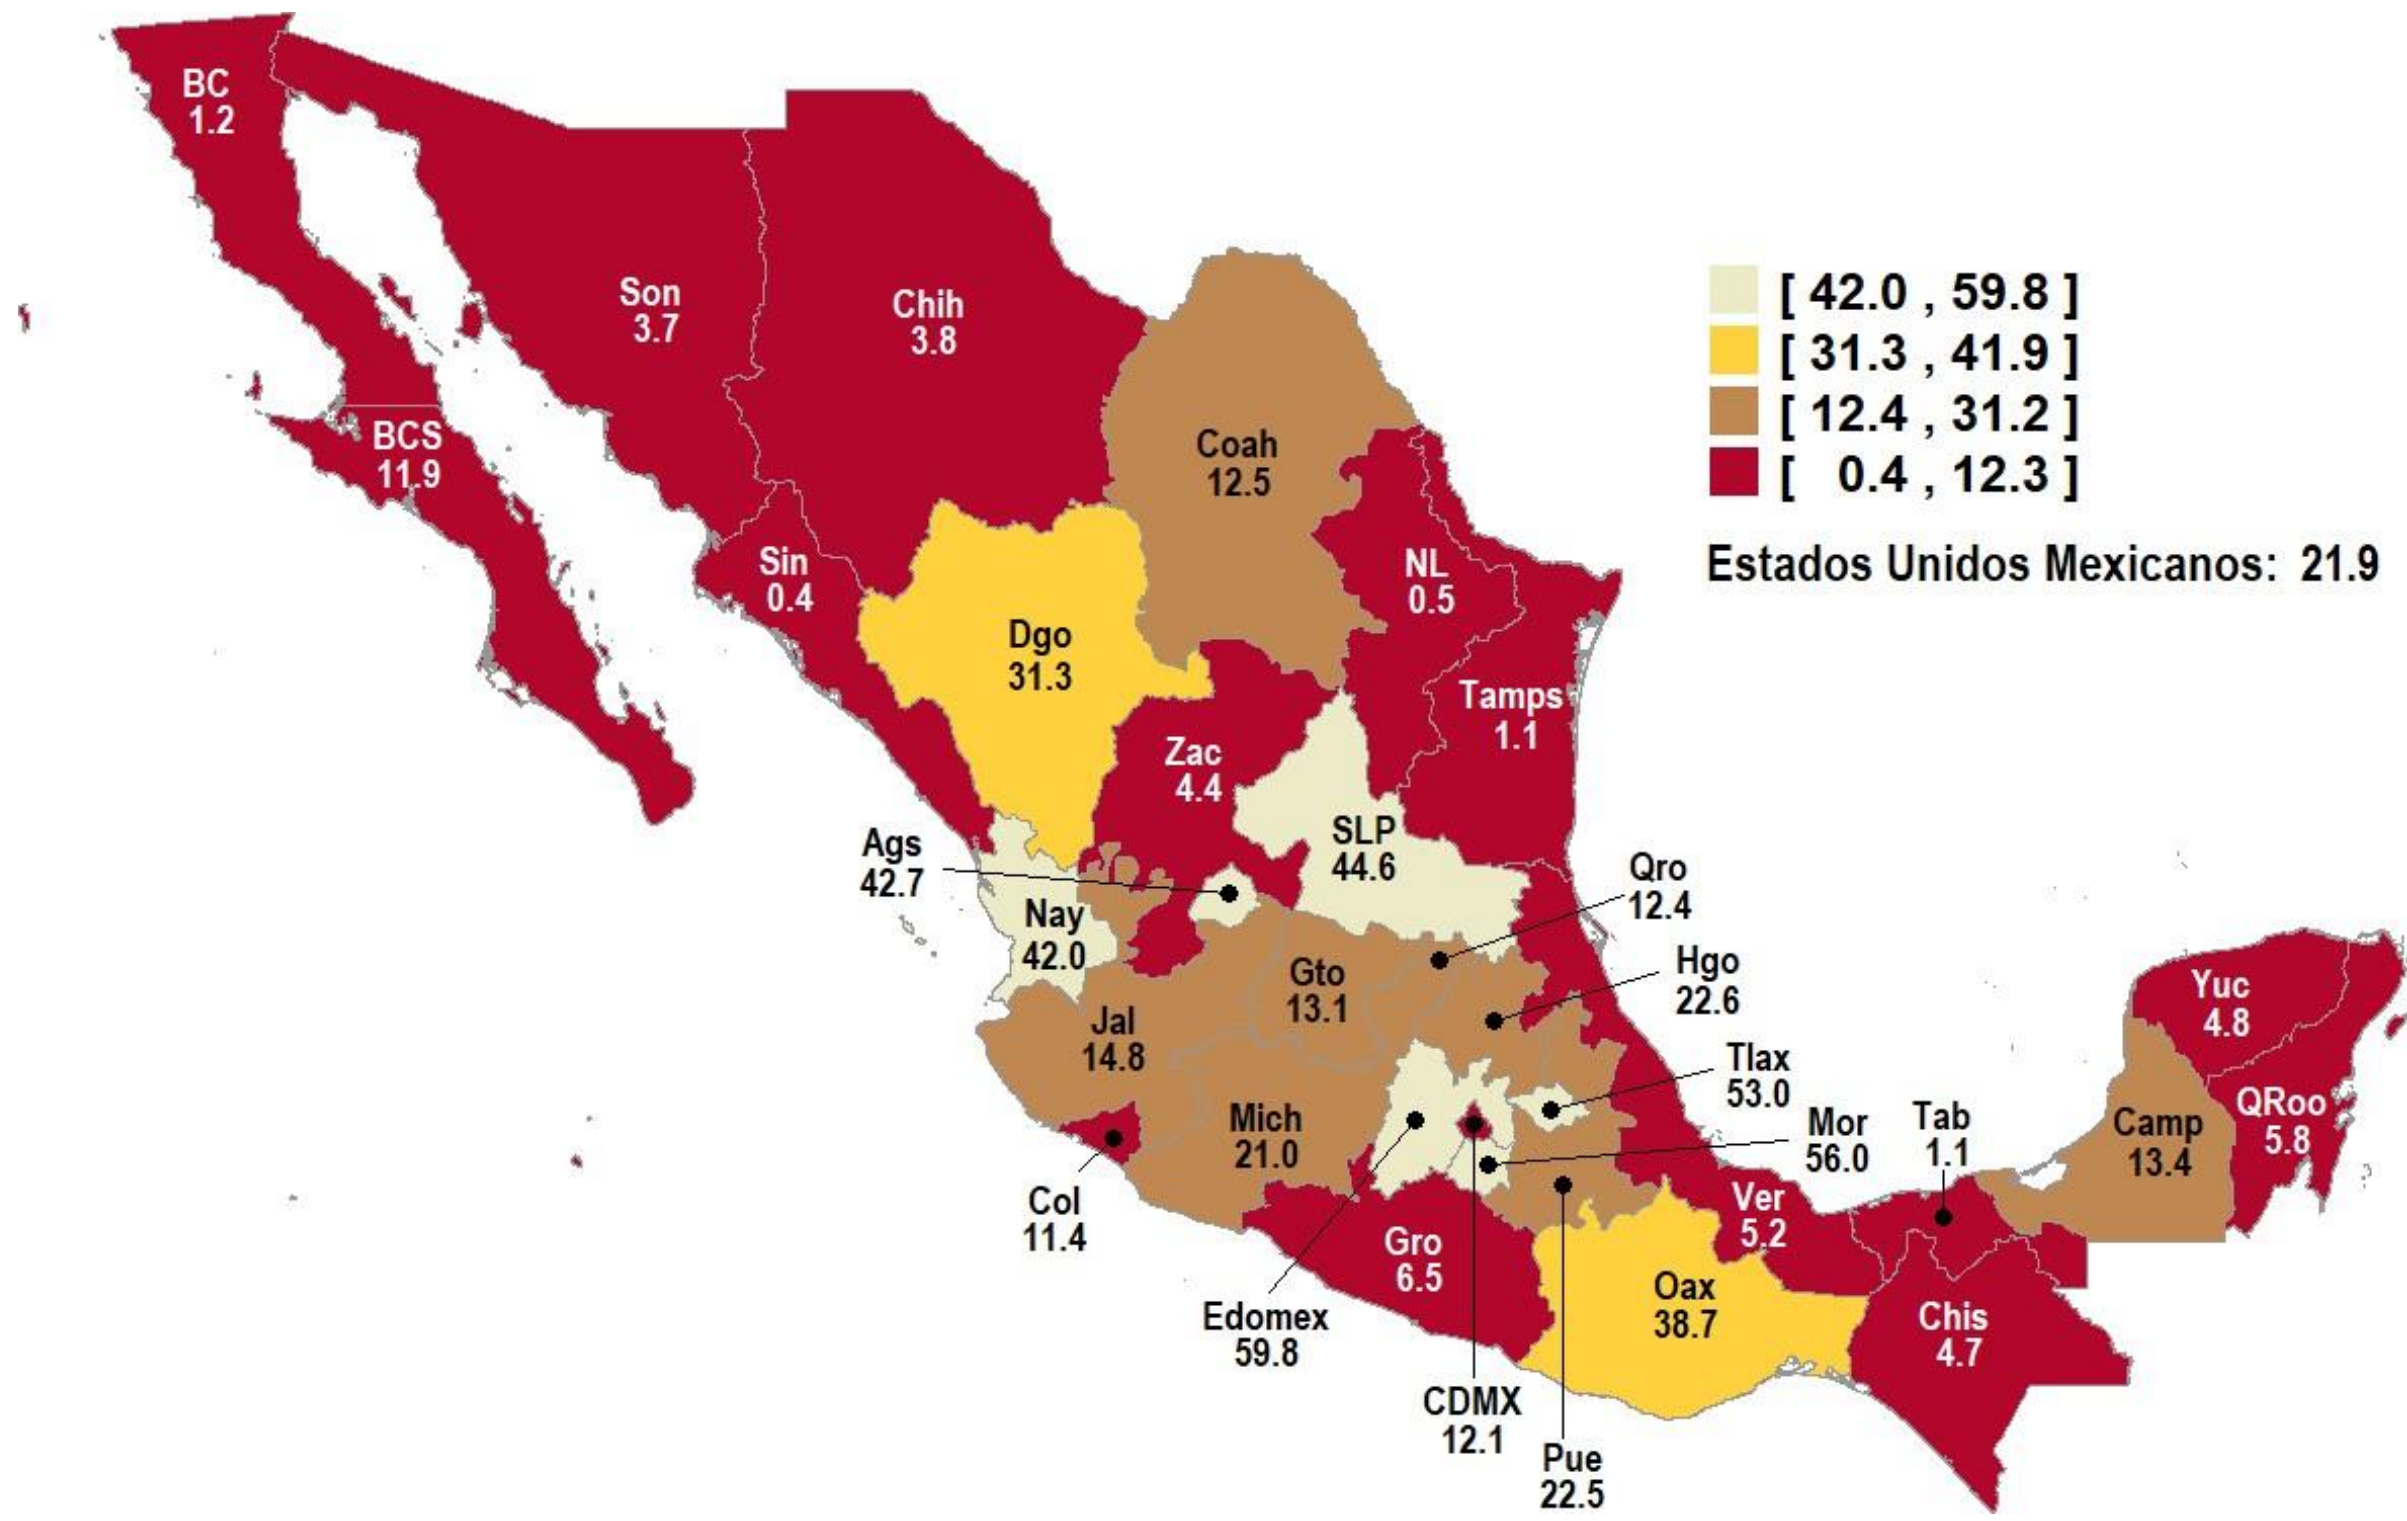 BC
1.2
Son
3.7
Chih
3.8
BCS
11.9
Coah
12.5
[ 42.0 , 59.8 ]
[ 31.3 , 41.9 ]
[ 12.4 , 31.2 ]
[ 0.4 , 12.3 ]
Estados Unidos Mexicanos: 21.9
Sin
0.4
NL
0.5
Dgo
31.3
Tamps
1.1
Zac
4.4
SLP
44.6
Ags
42.7
Qro
12.4
Nay
42.0
Gto
13.1
Hgo
22.6
Jal
14.8
Tlax
53.0
Mich
21.0
Mor
56.0
Tab
1.1
Yuc
4.8
QRoo
5.8
Camp
13.4
Col
11.4
Ver
5.2
Gro
6.5
Edomex
59.8
Oax
38.7
Chis
4.7
CDMX
12.1
Pue
22.5